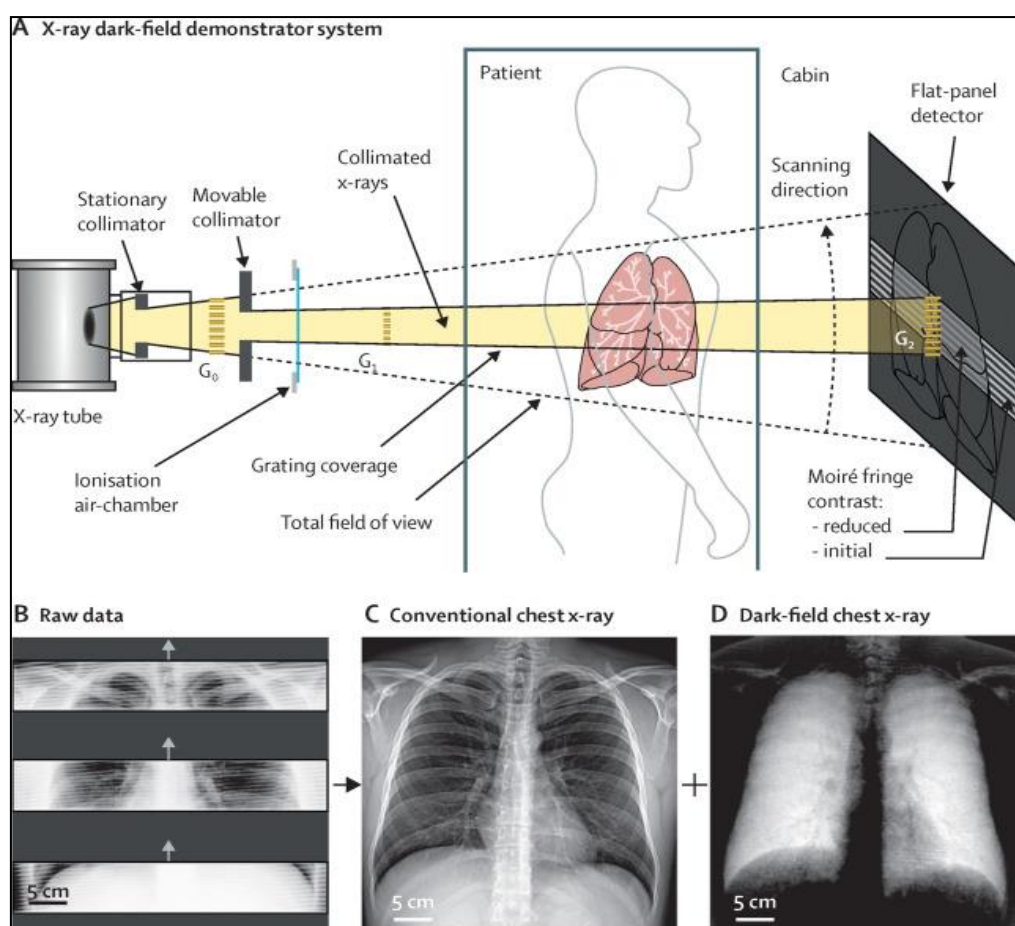 A X-ray dark-field demonstrator system
Patient
Cabin
Flat-panel
detector
Collimated
x-rays
Scanning
direction
Stationary
collimator
Movable
collimator
G₀
G₁
G₂
X-ray tube
Ionisation
air-chamber
Grating coverage
Total field of view
Moiré fringe
contrast:
- reduced
- initial
B Raw data
C Conventional chest x-ray
D Dark-field chest x-ray
+
5 cm
5 cm
5 cm